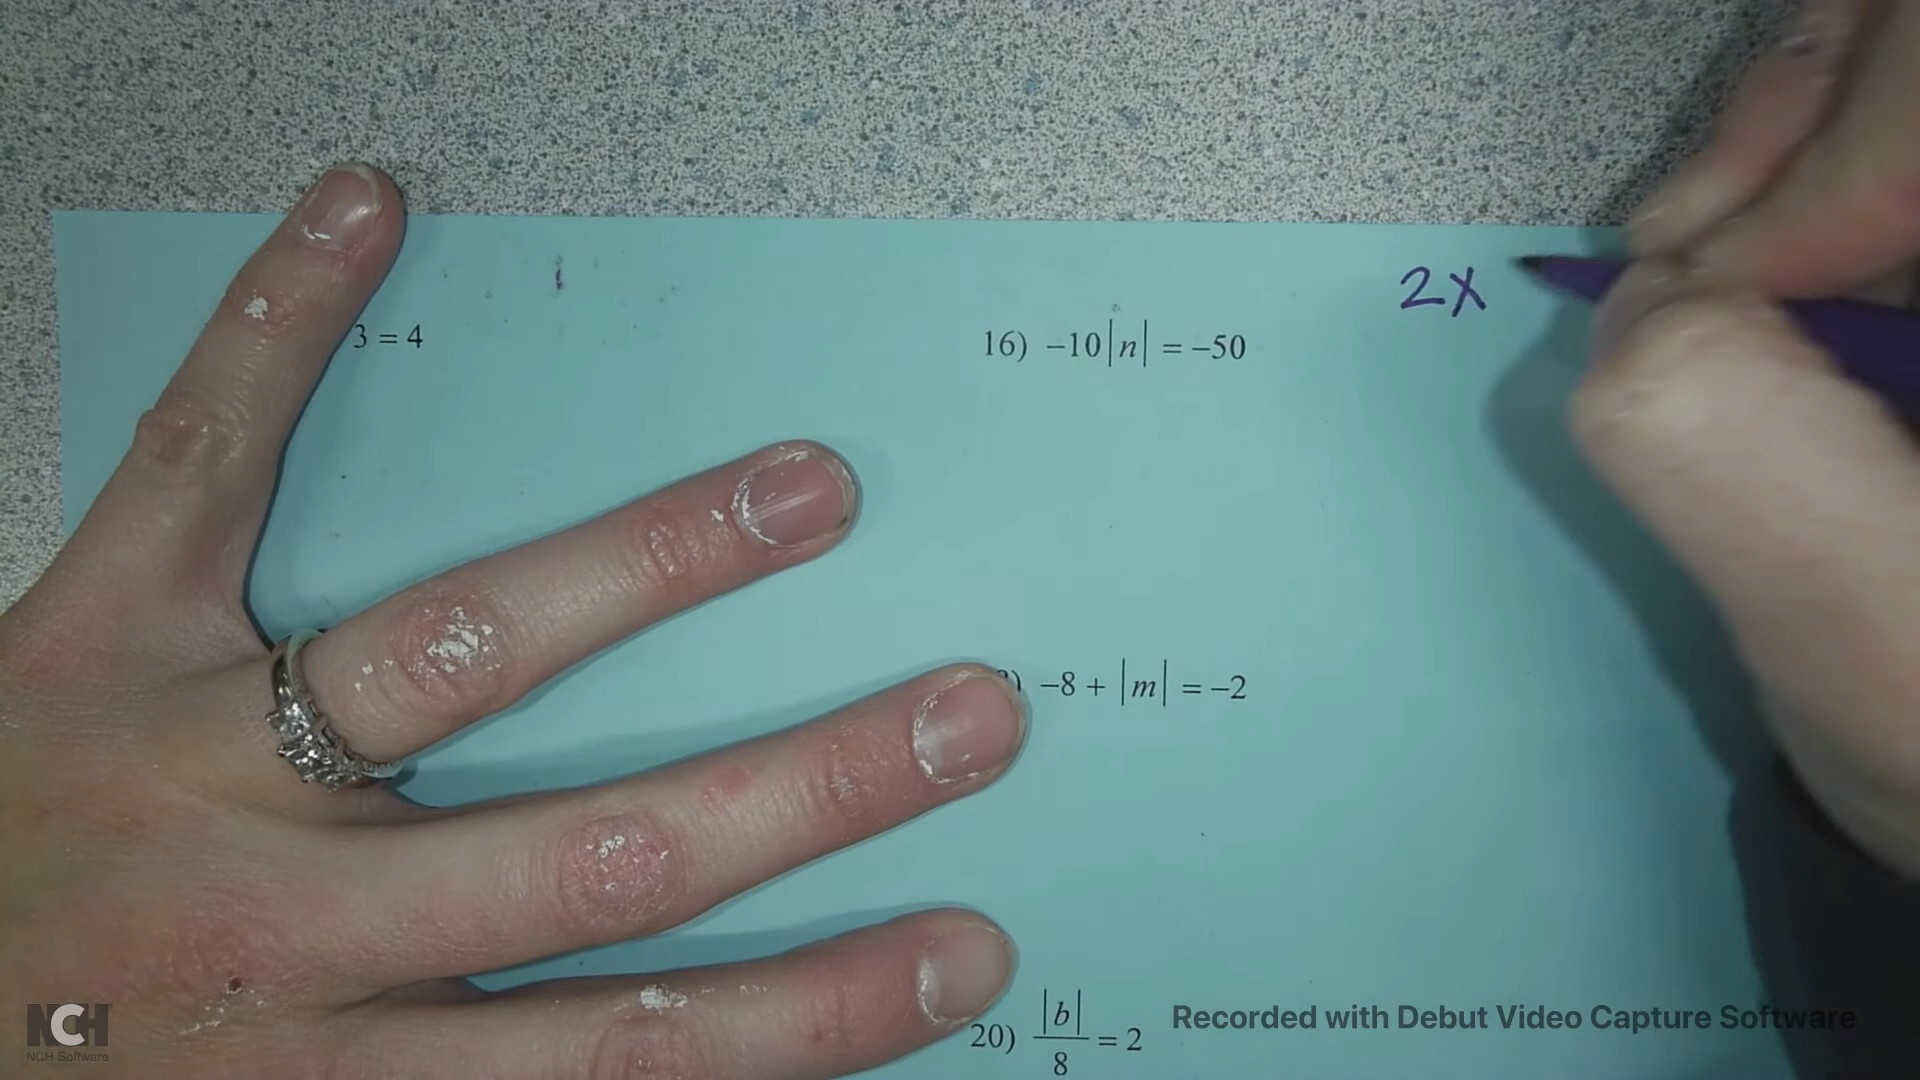 2x
3 = 4
16) −10|n| = −50
) −8 + |m| = −2
20) |b|/8 = 2
Recorded with Debut Video Capture Software
NCH
NCH Software